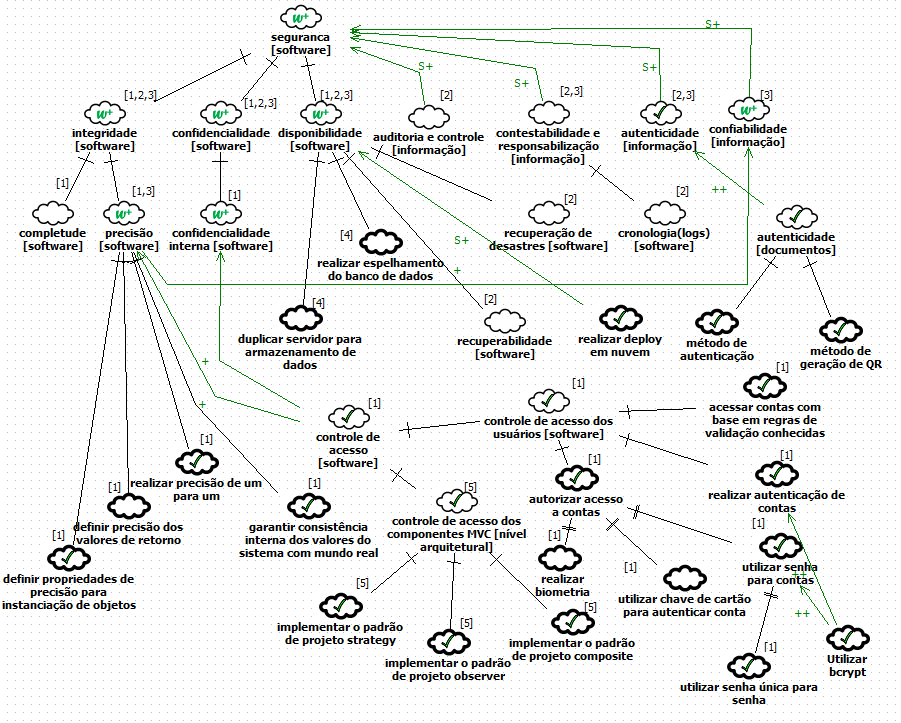 W+
seguranca
[software]
S+
S+
S+
S+
[1,2,3]
[1,2,3]
[1,2,3]
[2]
[2,3]
[2,3]
[3]
W+
integridade
[software]
W+
confidencialidade
[software]
W+
disponibilidade
[software]
auditoria e controle
[informação]
contestabilidade e
responsabilização
[informação]
autenticidade
[informação]
W+
confiabilidade
[informação]
[1]
completude
[software]
[1,3]
W+
precisão
[software]
[1]
W+
confidencialidade
interna [software]
[4]
realizar espelhamento
do banco de dados
S+
+
[2]
recuperação de
desastres [software]
[2]
cronologia(logs)
[software]
++
autenticidade
[documentos]
[4]
duplicar servidor para
armazenamento de
dados
[2]
recuperabilidade
[software]
realizar deploy
em nuvem
método de
autenticação
método de
geração de QR
+
+
[1]
controle de
acesso
[software]
[1]
controle de acesso dos
usuários [software]
[1]
acessar contas com
base em regras de
validação conhecidas
[1]
realizar precisão de um
para um
[1]
definir precisão dos
valores de retorno
[1]
garantir consistência
interna dos valores do
sistema com mundo real
[5]
controle de acesso dos
componentes MVC [nível
arquitetural]
[1]
autorizar acesso
a contas
[1]
realizar autenticação de
contas
[1]
definir propriedades de
precisão para
instanciação de objetos
[1]
realizar
biometria
[1]
utilizar chave de cartão
para autenticar conta
[1]
utilizar senha
para contas
++
++
[5]
implementar o padrão
de projeto strategy
[5]
implementar o padrão
de projeto observer
[5]
implementar o padrão
de projeto composite
[1]
utilizar senha única para
senha
Utilizar
bcrypt